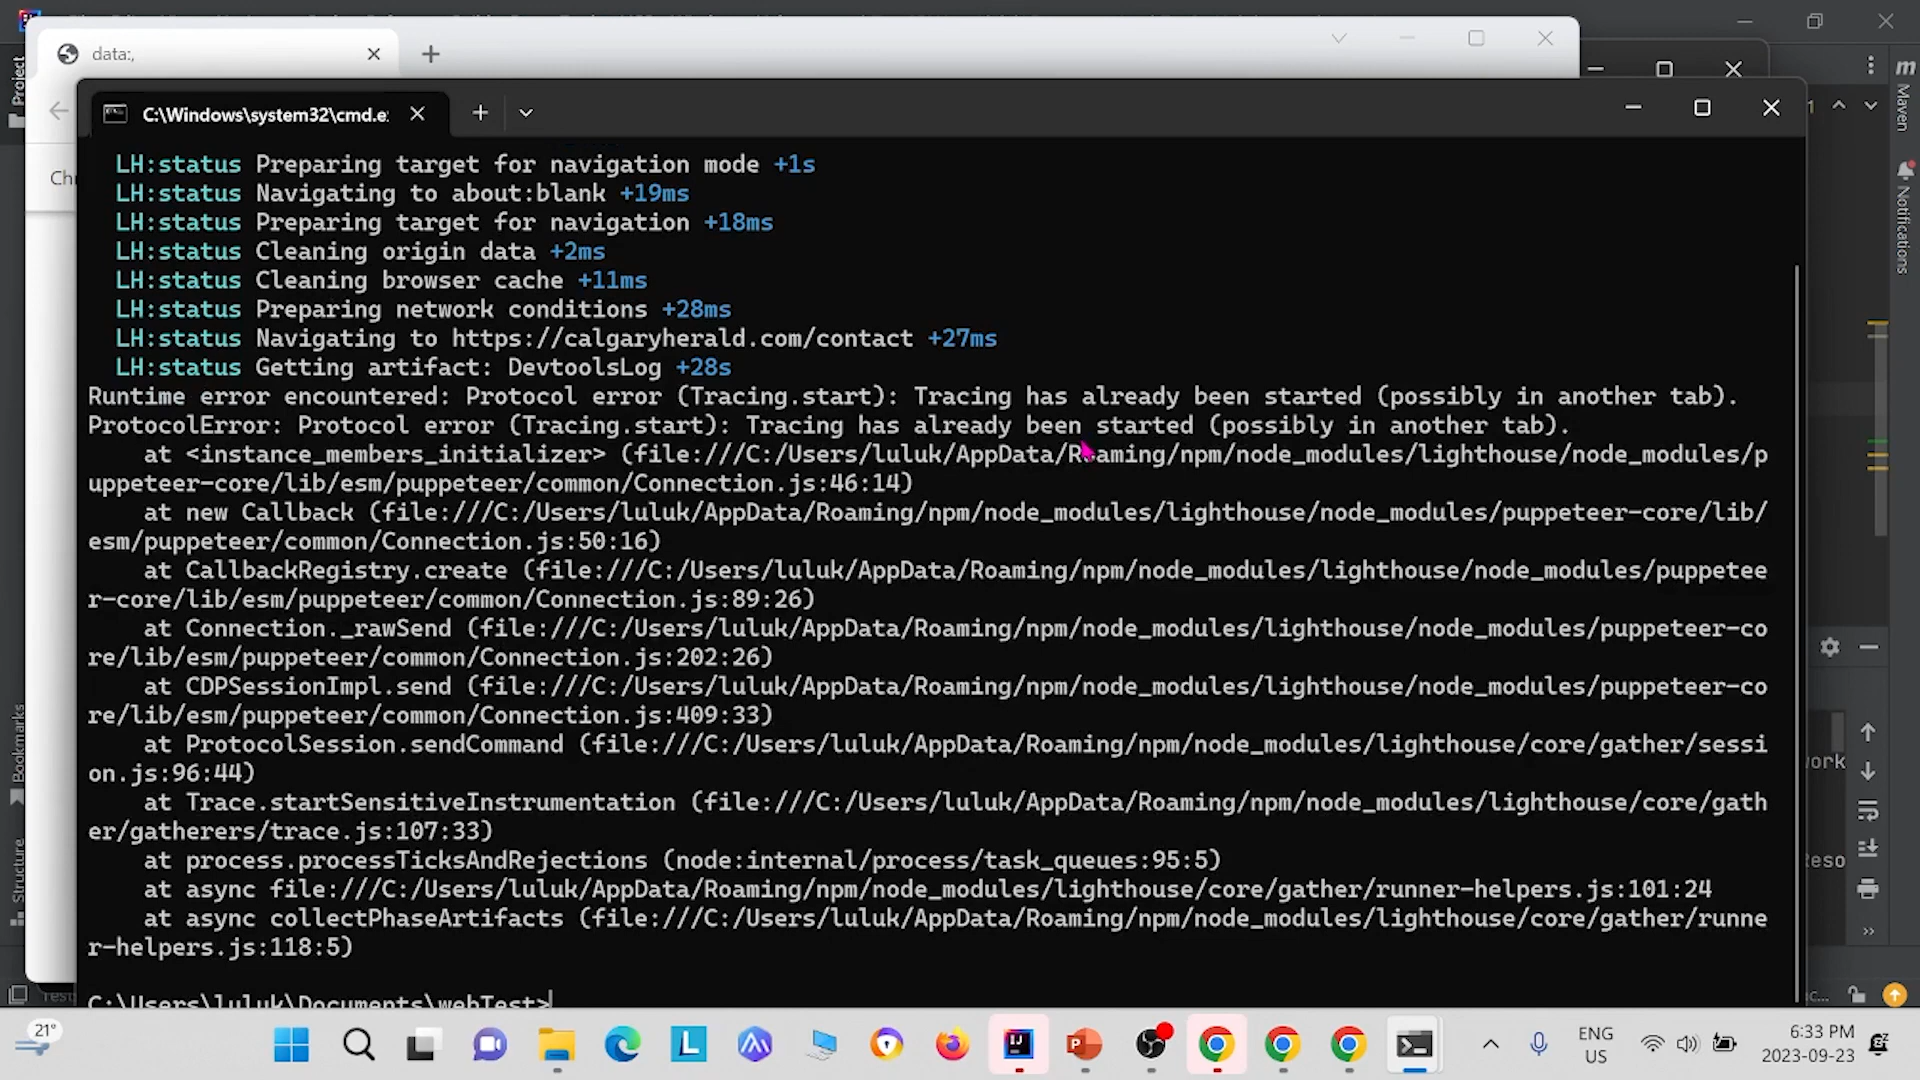 data:,
Project
C:\Windows\system32\cmd.e:
Maven
Notifications
LH:status Preparing target for navigation mode +1s
LH:status Navigating to about:blank +19ms
LH:status Preparing target for navigation +18ms
LH:status Cleaning origin data +2ms
LH:status Cleaning browser cache +11ms
LH:status Preparing network conditions +28ms
LH:status Navigating to https://calgaryherald.com/contact +27ms
LH:status Getting artifact: DevtoolsLog +28s
Runtime error encountered: Protocol error (Tracing.start): Tracing has already been started (possibly in another tab).
ProtocolError: Protocol error (Tracing.start): Tracing has already been started (possibly in another tab).
at <instance_members_initializer> (file:///C:/Users/luluk/AppData/Roaming/npm/node_modules/lighthouse/node_modules/p
uppeteer-core/lib/esm/puppeteer/common/Connection.js:46:14)
at new Callback (file:///C:/Users/luluk/AppData/Roaming/npm/node_modules/lighthouse/node_modules/puppeteer-core/lib/
esm/puppeteer/common/Connection.js:50:16)
at CallbackRegistry.create (file:///C:/Users/luluk/AppData/Roaming/npm/node_modules/lighthouse/node_modules/puppetee
r-core/lib/esm/puppeteer/common/Connection.js:89:26)
at Connection._rawSend (file:///C:/Users/luluk/AppData/Roaming/npm/node_modules/lighthouse/node_modules/puppeteer-co
re/lib/esm/puppeteer/common/Connection.js:202:26)
at CDPSessionImpl.send (file:///C:/Users/luluk/AppData/Roaming/npm/node_modules/lighthouse/node_modules/puppeteer-co
re/lib/esm/puppeteer/common/Connection.js:409:33)
at ProtocolSession.sendCommand (file:///C:/Users/luluk/AppData/Roaming/npm/node_modules/lighthouse/core/gather/sessi
on.js:96:44)
at Trace.startSensitiveInstrumentation (file:///C:/Users/luluk/AppData/Roaming/npm/node_modules/lighthouse/core/gath
er/gatherers/trace.js:107:33)
at process.processTicksAndRejections (node:internal/process/task_queues:95:5)
at async file:///C:/Users/luluk/AppData/Roaming/npm/node_modules/lighthouse/core/gather/runner-helpers.js:101:24
at async collectPhaseArtifacts (file:///C:/Users/luluk/AppData/Roaming/npm/node_modules/lighthouse/core/gather/runne
r-helpers.js:118:5)
C:\Users\luluk\Documents\webTest>
Bookmarks
Structure
21°
ENG
US
6:33 PM
2023-09-23